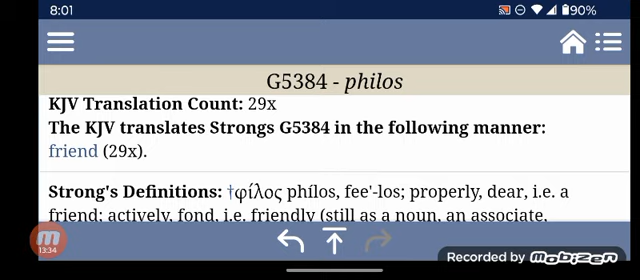 8:01
90%
G5384 - philos
KJV Translation Count: 29x
The KJV translates Strongs G5384 in the following manner:
friend (29x).
Strong's Definitions: †φίλος phílos, fee'-los; properly, dear, i.e. a
friend; actively, fond, i.e. friendly (still as a noun, an associate,
13:34
Recorded by mobizen